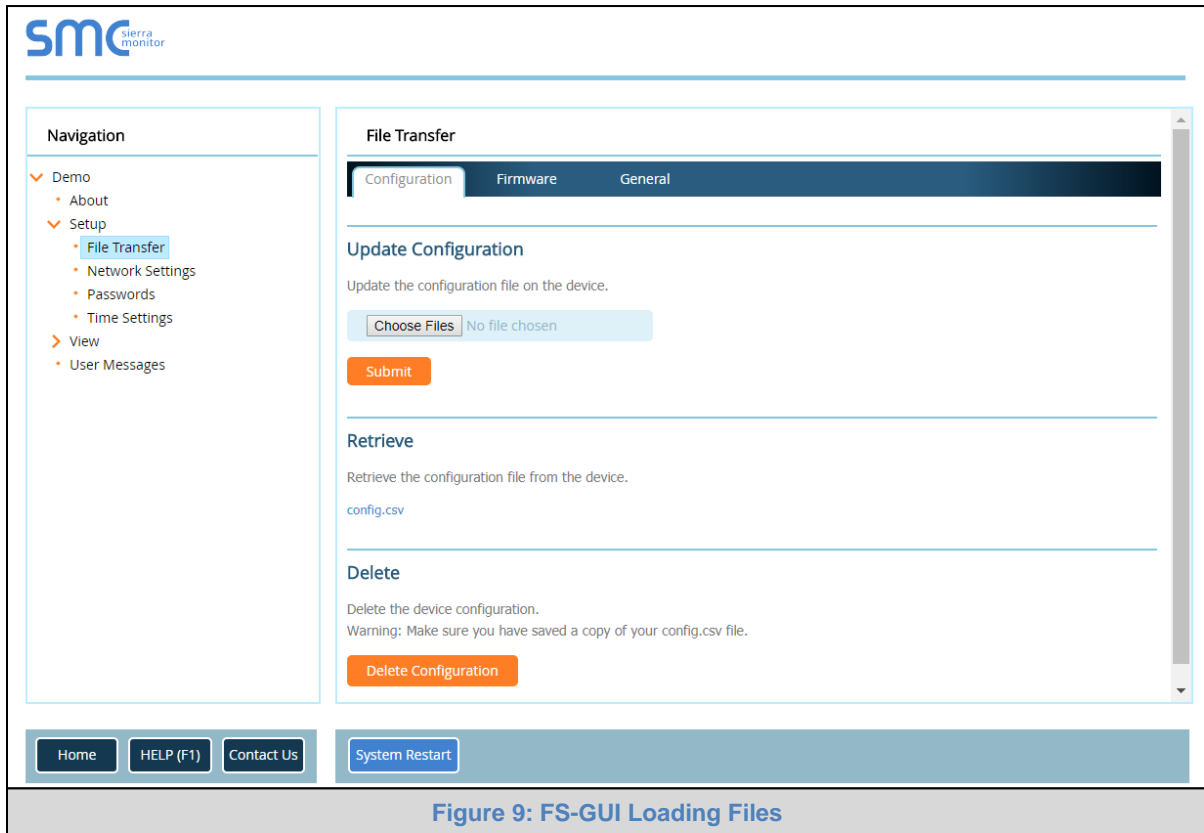 SMC sierra monitor
Navigation
Demo
About
Setup
File Transfer
Network Settings
Passwords
Time Settings
View
User Messages
File Transfer
Configuration Firmware General
Update Configuration
Update the configuration file on the device.
Choose Files No file chosen
Submit
Retrieve
Retrieve the configuration file from the device.
config.csv
Delete
Delete the device configuration.
Warning: Make sure you have saved a copy of your config.csv file.
Delete Configuration
Home HELP (F1) Contact Us System Restart
Figure 9: FS-GUI Loading Files